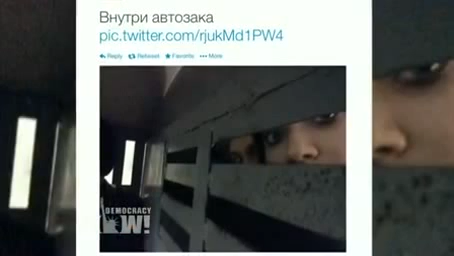 Внутри автозака
pic.twitter.com/rjukMd1PW4
Reply Retweet Favorite More
DEMOCRACY
NOW!